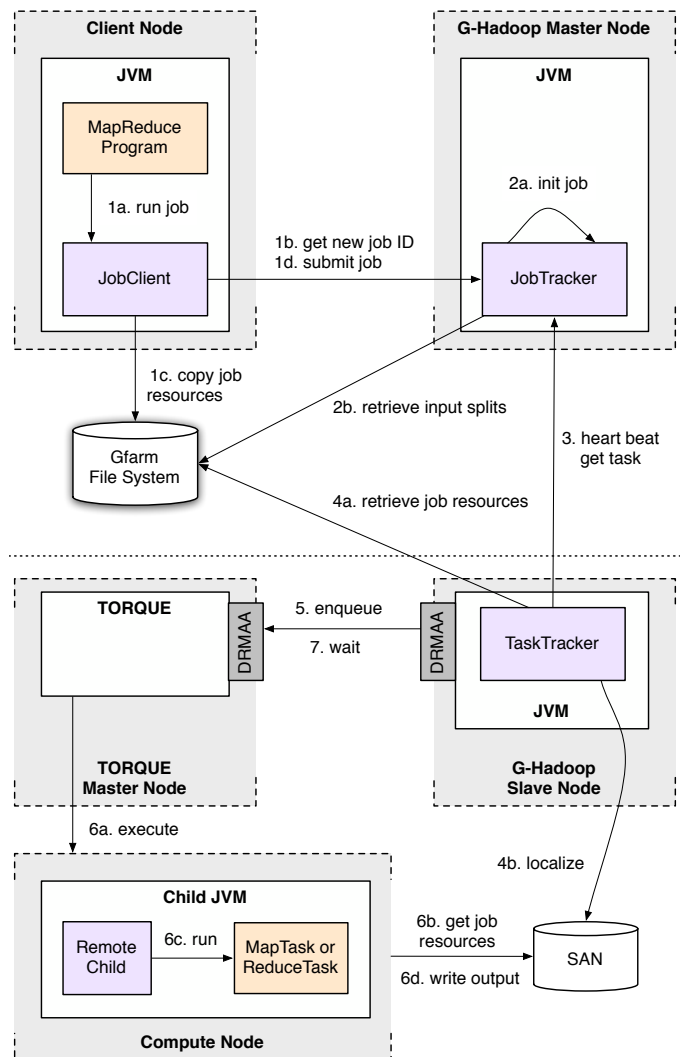 Client Node
JVM
MapReduce
Program
1a. run job
JobClient
1c. copy job
resources
Gfarm
File System
1b. get new job ID
1d. submit job
G-Hadoop Master Node
JVM
2a. init job
JobTracker
2b. retrieve input splits
3. heart beat
get task
4a. retrieve job resources
TORQUE
DRMAA
TORQUE
Master Node
5. enqueue
7. wait
DRMAA
TaskTracker
JVM
G-Hadoop
Slave Node
6a. execute
4b. localize
Child JVM
Remote
Child
6c. run
MapTask or
ReduceTask
Compute Node
6b. get job
resources
6d. write output
SAN